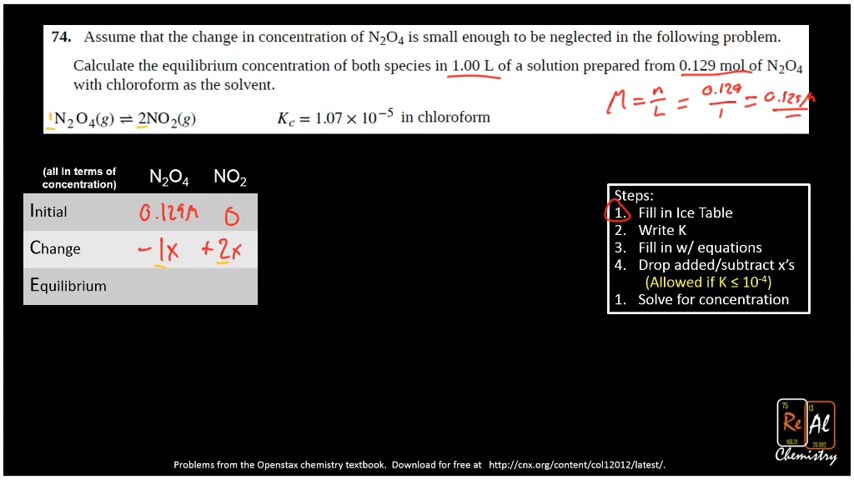 74. Assume that the change in concentration of N₂O₄ is small enough to be neglected in the following problem.
Calculate the equilibrium concentration of both species in 1.00 L of a solution prepared from 0.129 mol of N₂O₄
with chloroform as the solvent.
M = n/L = 0.129/1 = 0.129M
1N₂O₄(g) ⇌ 2NO₂(g) K꜀ = 1.07 × 10⁻⁵ in chloroform
(all in terms of
concentration) N₂O₄ NO₂
Initial 0.129M 0
Change -1x +2x
Equilibrium
Steps:
1. Fill in Ice Table
2. Write K
3. Fill in w/ equations
4. Drop added/subtract x's
(Allowed if K ≤ 10⁻⁴)
1. Solve for concentration
75 13
Re Al
Chemistry
Problems from the Openstax chemistry textbook. Download for free at http://cnx.org/content/col12012/latest/.